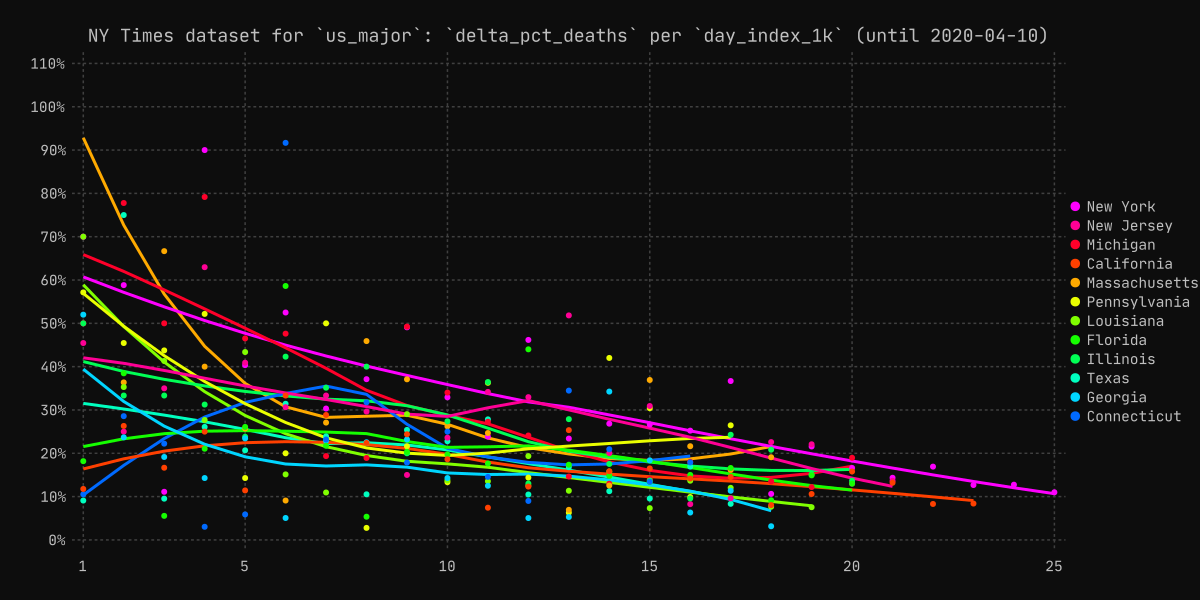 NY Times dataset for `us_major`: `delta_pct_deaths` per `day_index_1k` (until 2020-04-10)
110%
100%
90%
80%
70%
60%
50%
40%
30%
20%
10%
0%
1 5 10 15 20 25
New York
New Jersey
Michigan
California
Massachusetts
Pennsylvania
Louisiana
Florida
Illinois
Texas
Georgia
Connecticut